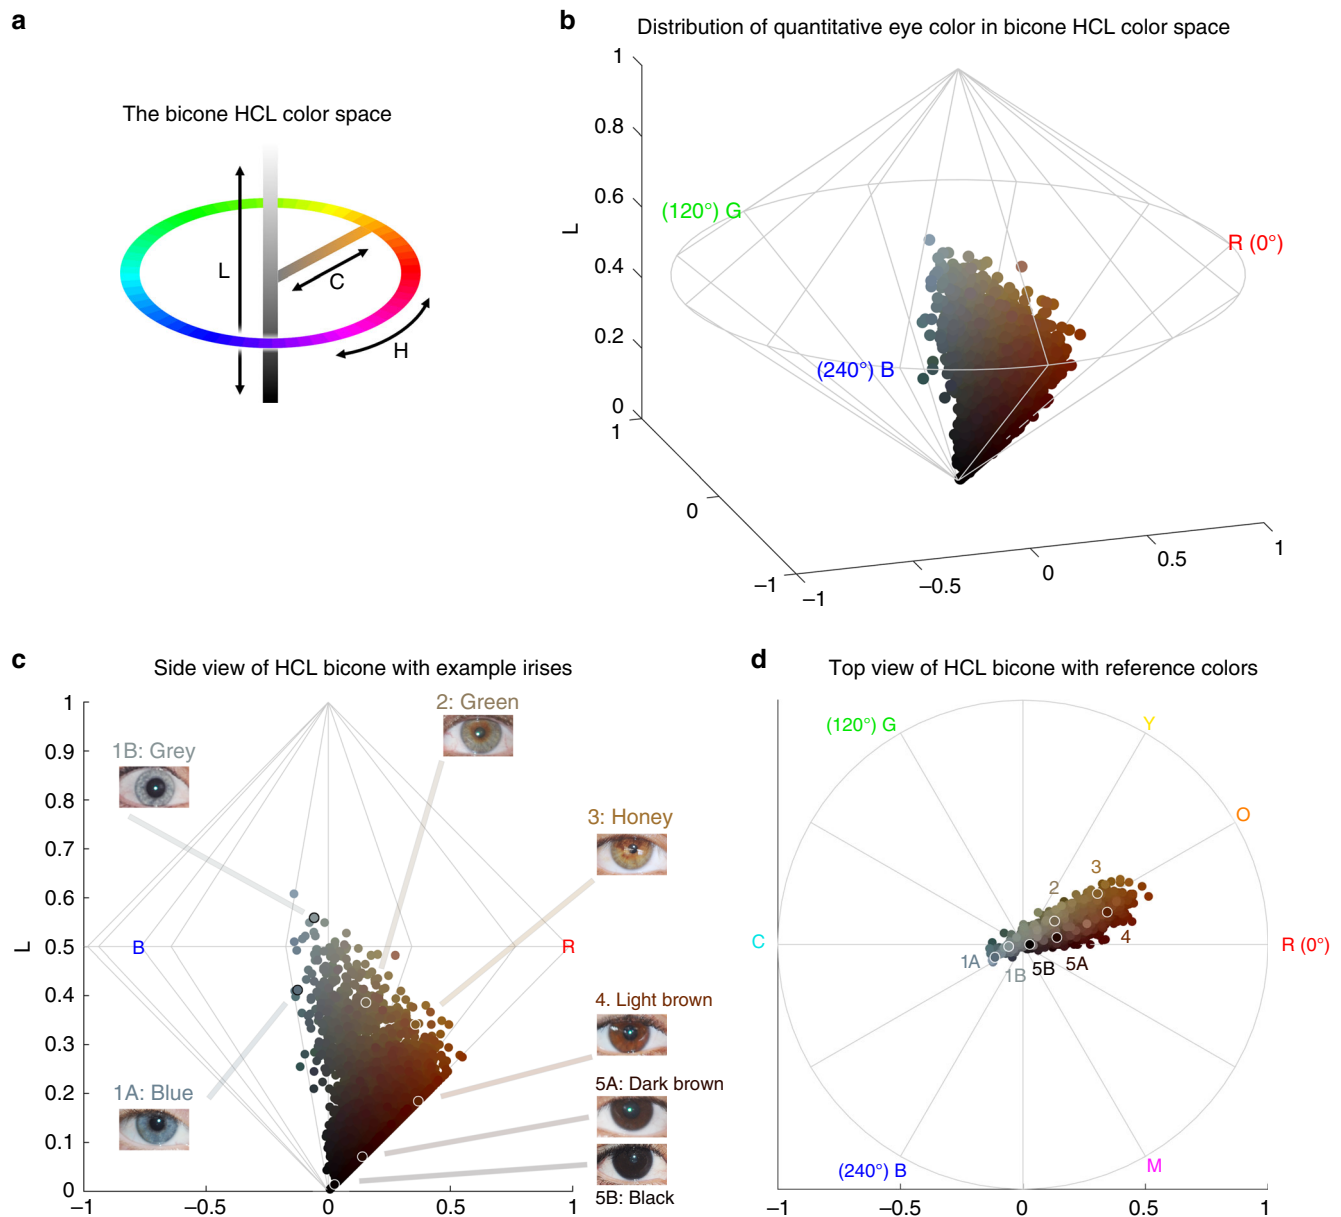 a
The bicone HCL color space
L
C
H
b
Distribution of quantitative eye color in bicone HCL color space
1
0.8
0.6
0.4
0.2
0
L
1
0
–1
–1
–0.5
0
0.5
1
(120°) G
R (0°)
(240°) B
c
Side view of HCL bicone with example irises
1
0.9
0.8
0.7
0.6
0.5
0.4
0.3
0.2
0.1
0
L
–1
–0.5
0
0.5
1
2: Green
1B: Grey
3: Honey
B
R
4. Light brown
1A: Blue
5A: Dark brown
5B: Black
d
Top view of HCL bicone with reference colors
(120°) G
Y
O
C
R (0°)
(240°) B
M
3
2
4
1A
1B
5B
5A
–1
–0.5
0
0.5
1